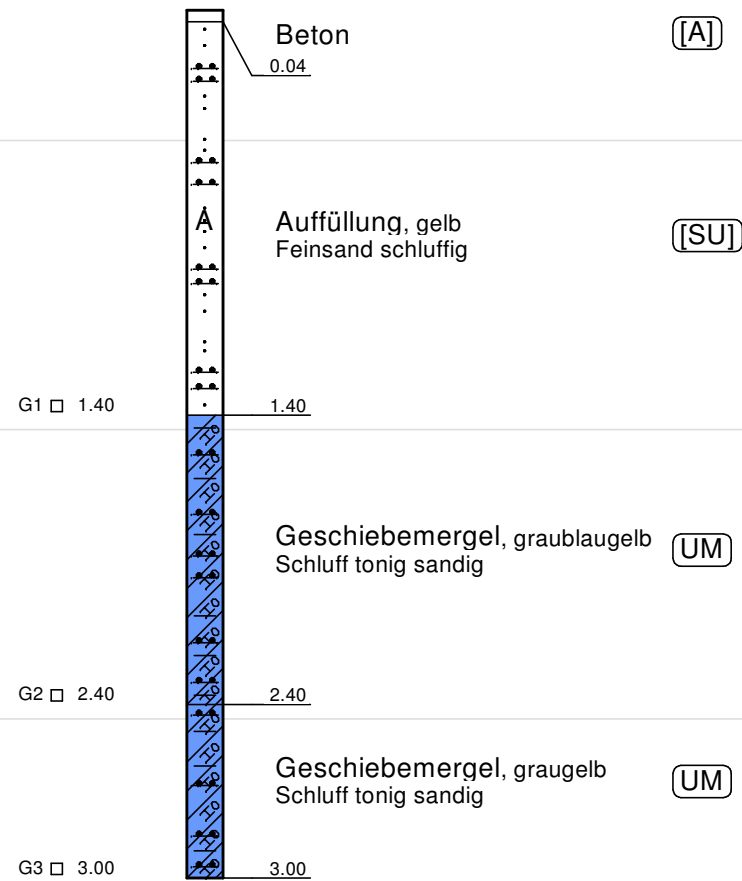 Beton
[A]
0.04
A
Auffüllung, gelb
Feinsand schluffig
[SU]
G1 1.40
1.40
Geschiebemergel, graublaugelb
Schluff tonig sandig
UM
G2 2.40
2.40
Geschiebemergel, graugelb
Schluff tonig sandig
UM
G3 3.00
3.00